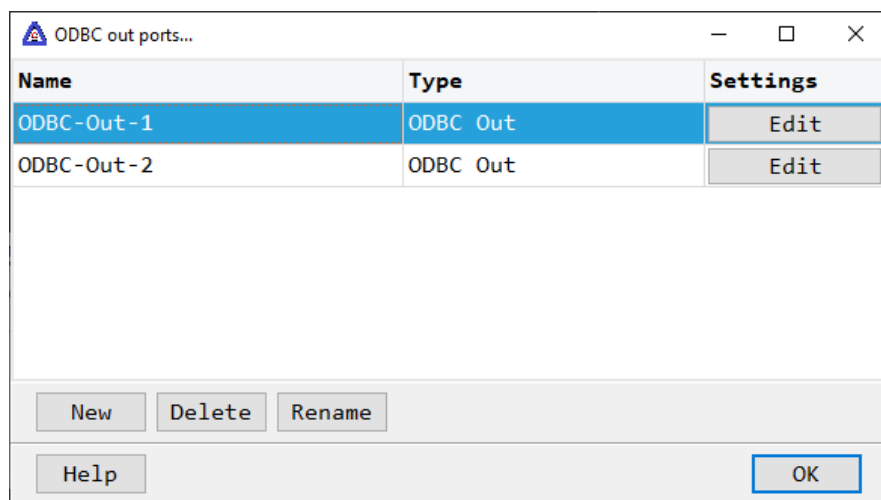 ODBC out ports...
Name Type Settings
ODBC-Out-1 ODBC Out Edit
ODBC-Out-2 ODBC Out Edit
New Delete Rename
Help OK